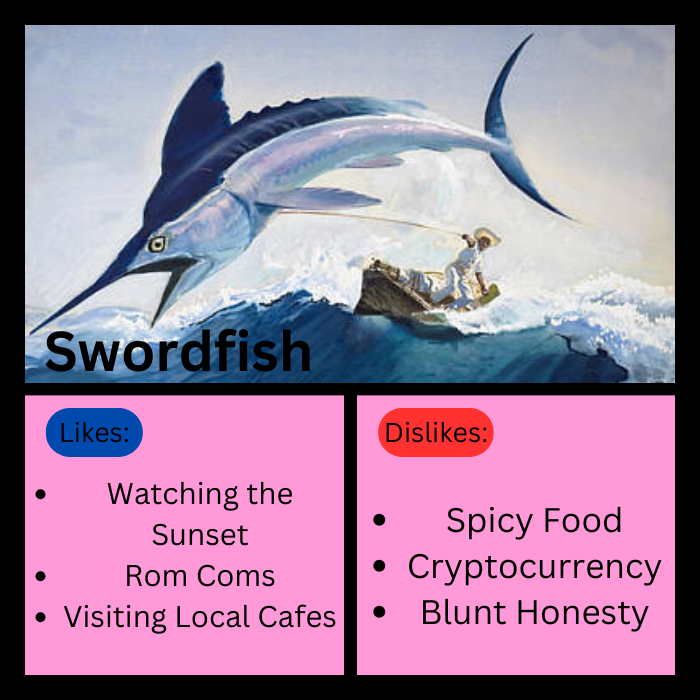 Swordfish
Likes:
Watching the
Sunset
Rom Coms
Visiting Local Cafes
Dislikes:
Spicy Food
Cryptocurrency
Blunt Honesty